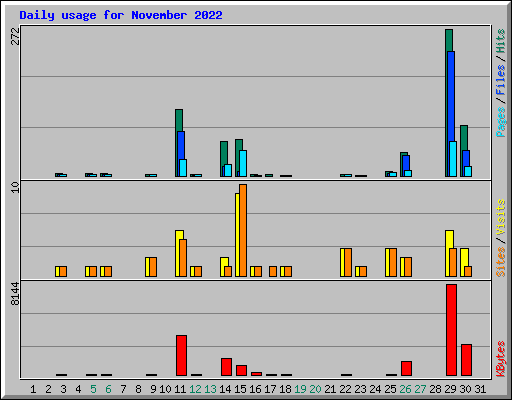 Daily usage for November 2022
272
Pages / Files / Hits
10
Sites / Visits
8144
KBytes
1 2 3 4 5 6 7 8 9 10 11 12 13 14 15 16 17 18 19 20 21 22 23 24 25 26 27 28 29 30 31